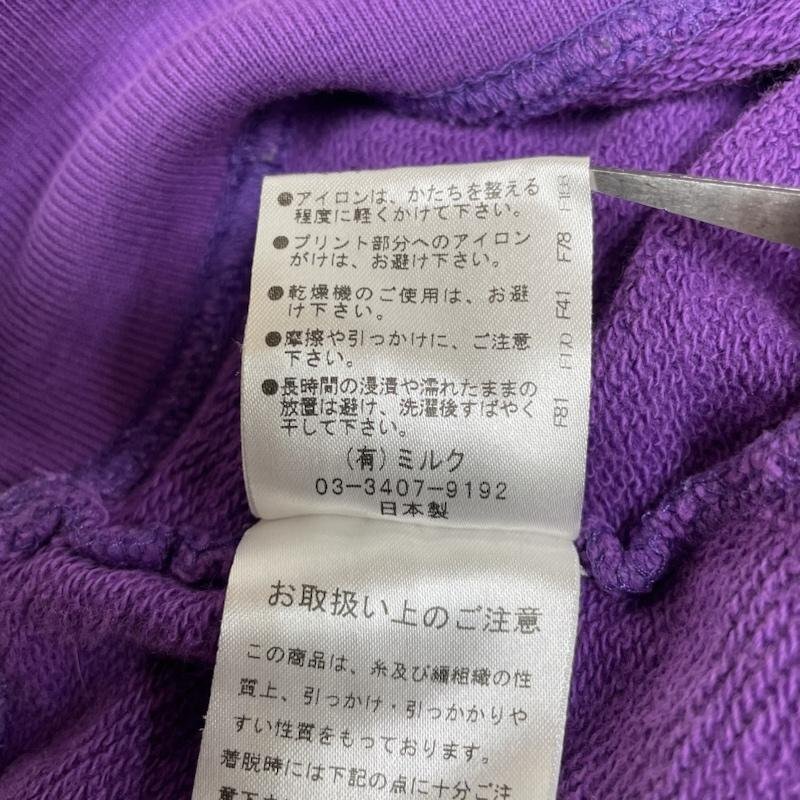 ●アイロンは、かたちを整える
程度に軽くかけて下さい。
●プリント部分へのアイロン
がけは、お避け下さい。
●乾燥機のご使用は、お避
け下さい。
●摩擦や引っかけに、ご注意
下さい。
●長時間の浸漬や濡れたままの
放置は避け、洗濯後すばやく
干して下さい。
(有)ミルク
03-3407-9192
日本製
F81 F170 F41 F78
お取扱い上のご注意
この商品は、糸及び編組織の性
質上、引っかけ・引っかかりや
すい性質をもっております。
着脱時には下記の点に十分ご注
意下さ